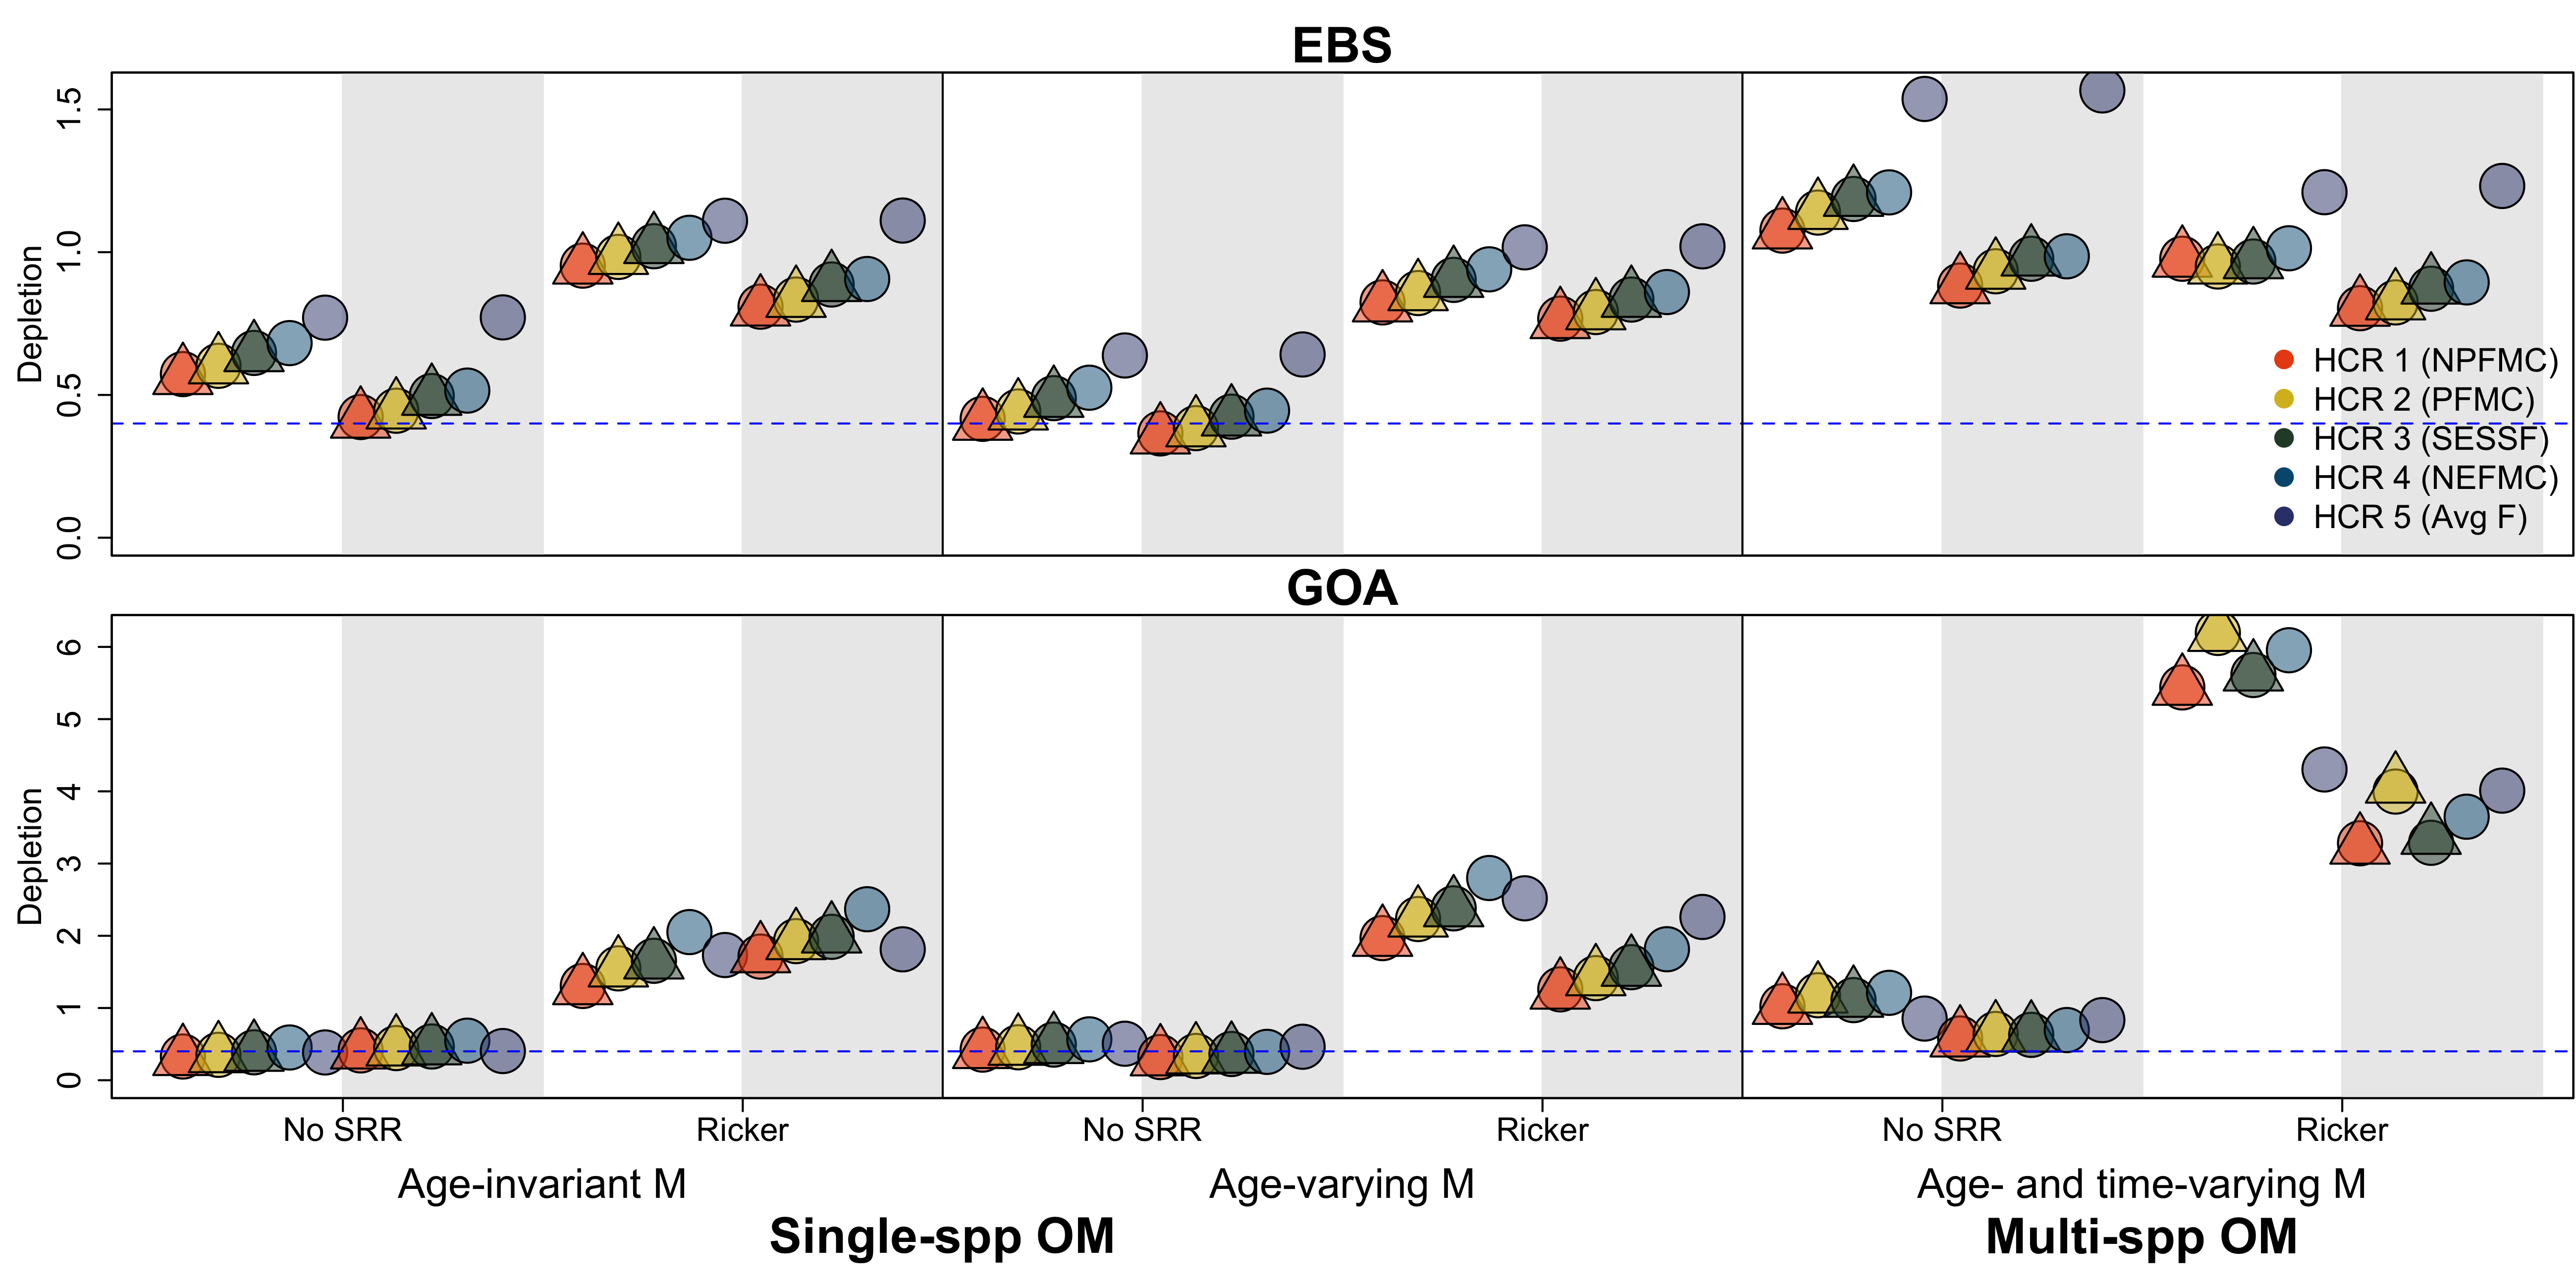 EBS
Depletion
1.5
1.0
0.5
0.0
HCR 1 (NPFMC)
HCR 2 (PFMC)
HCR 3 (SESSF)
HCR 4 (NEFMC)
HCR 5 (Avg F)
GOA
Depletion
6
5
4
3
2
1
0
No SRR Ricker No SRR Ricker No SRR Ricker
Age-invariant M Age-varying M Age- and time-varying M
Single-spp OM Multi-spp OM